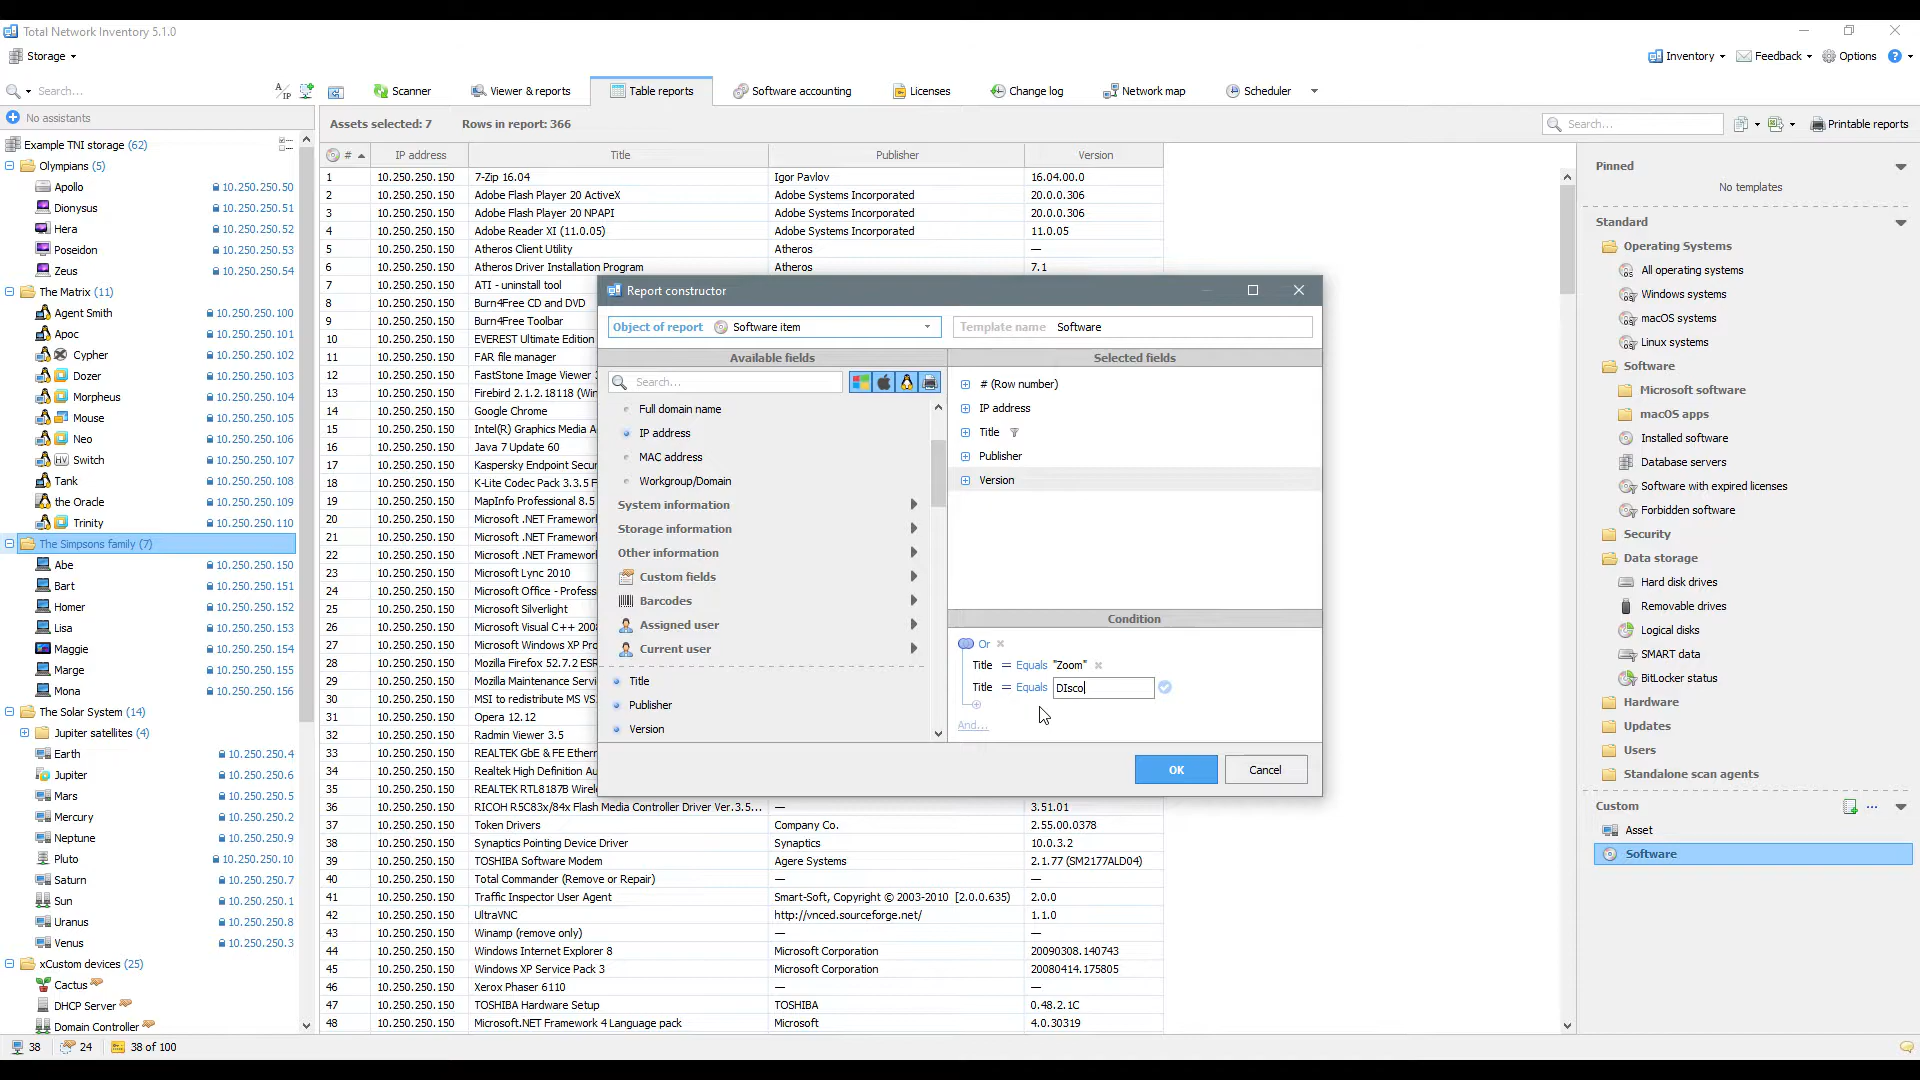 Total Network Inventory 5.1.0
Storage
Inventory
Feedback
Options
Search...
Scanner
Viewer & reports
Table reports
Software accounting
Licenses
Change log
Network map
Scheduler
No assistants
Assets selected: 7
Rows in report: 366
Search...
Printable reports
Example TNI storage (62)
Olympians (5)
Apollo 10.250.250.50
Dionysus 10.250.250.51
Hera 10.250.250.52
Poseidon 10.250.250.53
Zeus 10.250.250.54
The Matrix (11)
Agent Smith 10.250.250.100
Apoc 10.250.250.101
Cypher 10.250.250.102
Dozer 10.250.250.103
Morpheus 10.250.250.104
Mouse 10.250.250.105
Neo 10.250.250.106
HV Switch 10.250.250.107
Tank 10.250.250.108
the Oracle 10.250.250.109
Trinity 10.250.250.110
The Simpsons family (7)
Abe 10.250.250.150
Bart 10.250.250.151
Homer 10.250.250.152
Lisa 10.250.250.153
Maggie 10.250.250.154
Marge 10.250.250.155
Mona 10.250.250.156
The Solar System (14)
Jupiter satellites (4)
Earth 10.250.250.4
Jupiter 10.250.250.6
Mars 10.250.250.5
Mercury 10.250.250.2
Neptune 10.250.250.9
Pluto 10.250.250.10
Saturn 10.250.250.7
Sun 10.250.250.1
Uranus 10.250.250.8
Venus 10.250.250.3
xCustom devices (25)
Cactus
DHCP Server
Domain Controller
38 24 38 of 100
# IP address Title Publisher Version
1 10.250.250.150 7-Zip 16.04 Igor Pavlov 16.04.00.0
2 10.250.250.150 Adobe Flash Player 20 ActiveX Adobe Systems Incorporated 20.0.0.306
3 10.250.250.150 Adobe Flash Player 20 NPAPI Adobe Systems Incorporated 20.0.0.306
4 10.250.250.150 Adobe Reader XI (11.0.05) Adobe Systems Incorporated 11.0.05
5 10.250.250.150 Atheros Client Utility Atheros —
6 10.250.250.150 Atheros Driver Installation Program Atheros 7.1
7 10.250.250.150 ATI - uninstall tool
8 10.250.250.150 Burn4Free CD and DVD
9 10.250.250.150 Burn4Free Toolbar
10 10.250.250.150 EVEREST Ultimate Edition
11 10.250.250.150 FAR file manager
12 10.250.250.150 FastStone Image Viewer 3
13 10.250.250.150 Firebird 2.1.2.18118 (Win
14 10.250.250.150 Google Chrome
15 10.250.250.150 Intel(R) Graphics Media A
16 10.250.250.150 Java 7 Update 60
17 10.250.250.150 Kaspersky Endpoint Secur
18 10.250.250.150 K-Lite Codec Pack 3.3.5 F
19 10.250.250.150 MapInfo Professional 8.5
20 10.250.250.150 Microsoft .NET Framework
21 10.250.250.150 Microsoft .NET Framework
22 10.250.250.150 Microsoft .NET Framework
23 10.250.250.150 Microsoft Lync 2010
24 10.250.250.150 Microsoft Office - Profess
25 10.250.250.150 Microsoft Silverlight
26 10.250.250.150 Microsoft Visual C++ 2008
27 10.250.250.150 Microsoft Windows XP Pro
28 10.250.250.150 Mozilla Firefox 52.7.2 ESR
29 10.250.250.150 Mozilla Maintenance Servic
30 10.250.250.150 MSI to redistribute MS VS
31 10.250.250.150 Opera 12.12
32 10.250.250.150 Radmin Viewer 3.5
33 10.250.250.150 REALTEK GbE & FE Ethern
34 10.250.250.150 Realtek High Definition Au
35 10.250.250.150 REALTEK RTL8187B Wirele
36 10.250.250.150 RICOH R5C83x/84x Flash Media Controller Driver Ver.3.5... — 3.51.01
37 10.250.250.150 Token Drivers Company Co. 2.55.00.0378
38 10.250.250.150 Synaptics Pointing Device Driver Synaptics 10.0.3.2
39 10.250.250.150 TOSHIBA Software Modem Agere Systems 2.1.77 (SM2177ALD04)
40 10.250.250.150 Total Commander (Remove or Repair) — —
41 10.250.250.150 Traffic Inspector User Agent Smart-Soft, Copyright © 2003-2010 [2.0.0.635) 2.0.0
42 10.250.250.150 UltraVNC http://vnced.sourceforge.net/ 1.1.0
43 10.250.250.150 Winamp (remove only) — —
44 10.250.250.150 Windows Internet Explorer 8 Microsoft Corporation 20090308.140743
45 10.250.250.150 Windows XP Service Pack 3 Microsoft Corporation 20080414.175805
46 10.250.250.150 Xerox Phaser 6110 — —
47 10.250.250.150 TOSHIBA Hardware Setup TOSHIBA 0.48.2.1C
48 10.250.250.150 Microsoft.NET Framework 4 Language pack Microsoft 4.0.30319
Report constructor
Object of report Software item
Template name Software
Available fields
Search...
Full domain name
IP address
MAC address
Workgroup/Domain
System information
Storage information
Other information
Custom fields
Barcodes
Assigned user
Current user
Title
Publisher
Version
Selected fields
# (Row number)
IP address
Title
Publisher
Version
Condition
Or
Title = Equals "Zoom"
Title = Equals DIsco
And...
OK
Cancel
Pinned
No templates
Standard
Operating Systems
All operating systems
Windows systems
macOS systems
Linux systems
Software
Microsoft software
macOS apps
Installed software
Database servers
Software with expired licenses
Forbidden software
Security
Data storage
Hard disk drives
Removable drives
Logical disks
SMART data
BitLocker status
Hardware
Updates
Users
Standalone scan agents
Custom
Asset
Software